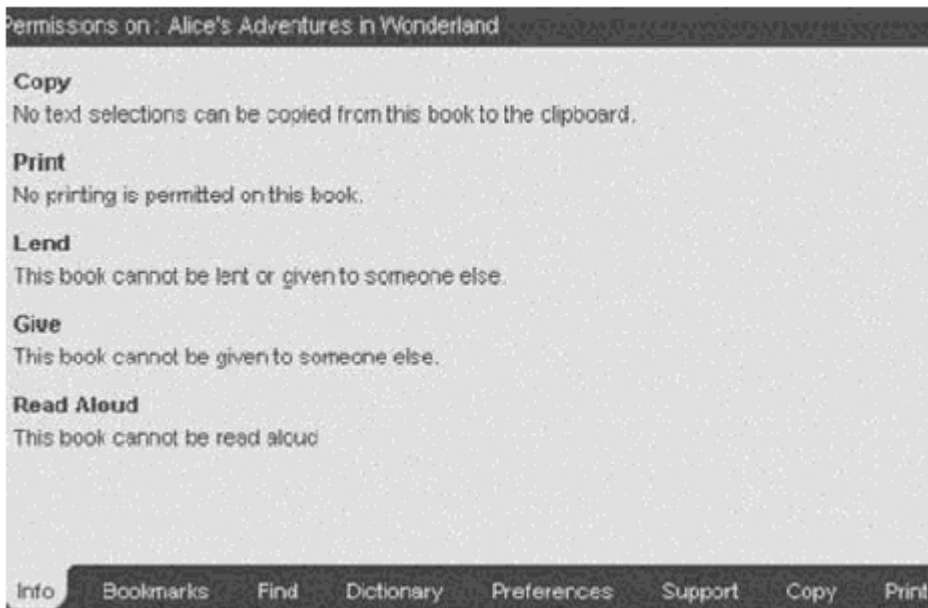 Permissions on : Alice's Adventures in Wonderland
Copy
No text selections can be copied from this book to the clipboard.
Print
No printing is permitted on this book.
Lend
This book cannot be lent or given to someone else.
Give
This book cannot be given to someone else.
Read Aloud
This book cannot be read aloud
Info Bookmarks Find Dictionary Preferences Support Copy Print